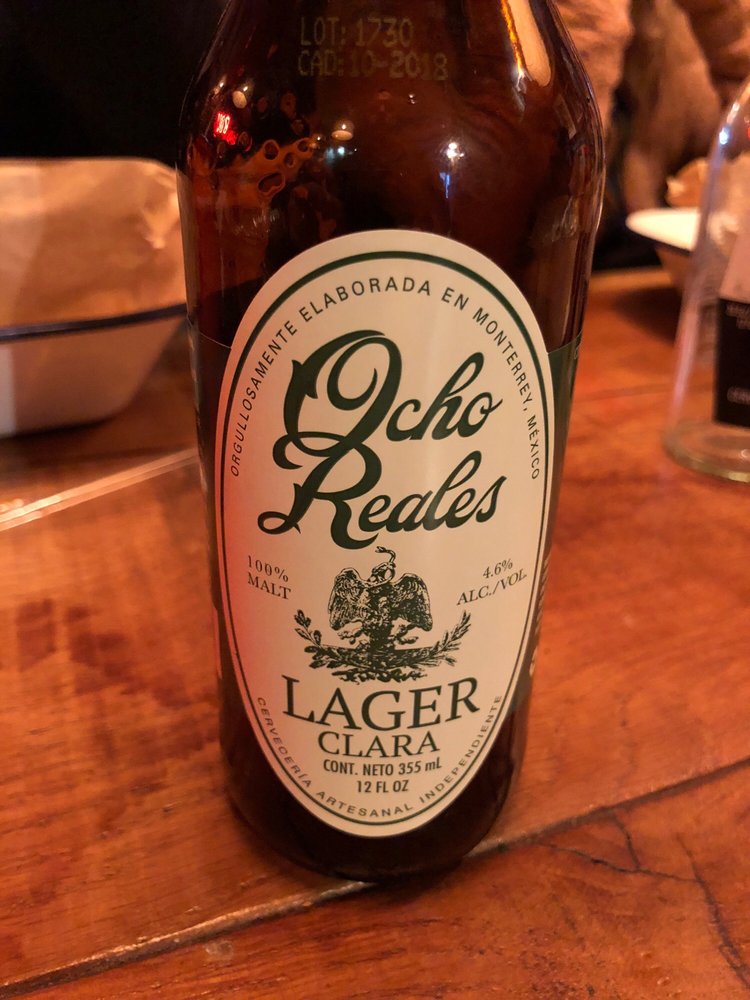 LOT: 1730
CAD:10-2018
ORGULLOSAMENTE ELABORADA EN MONTERREY, MÉXICO
Ocho
Reales
100%
MALT
4.6%
ALC./VOL
LAGER
CLARA
CONT. NETO 355 mL
12 FL OZ
CERVECERÍA ARTESANAL INDEPENDIENTE